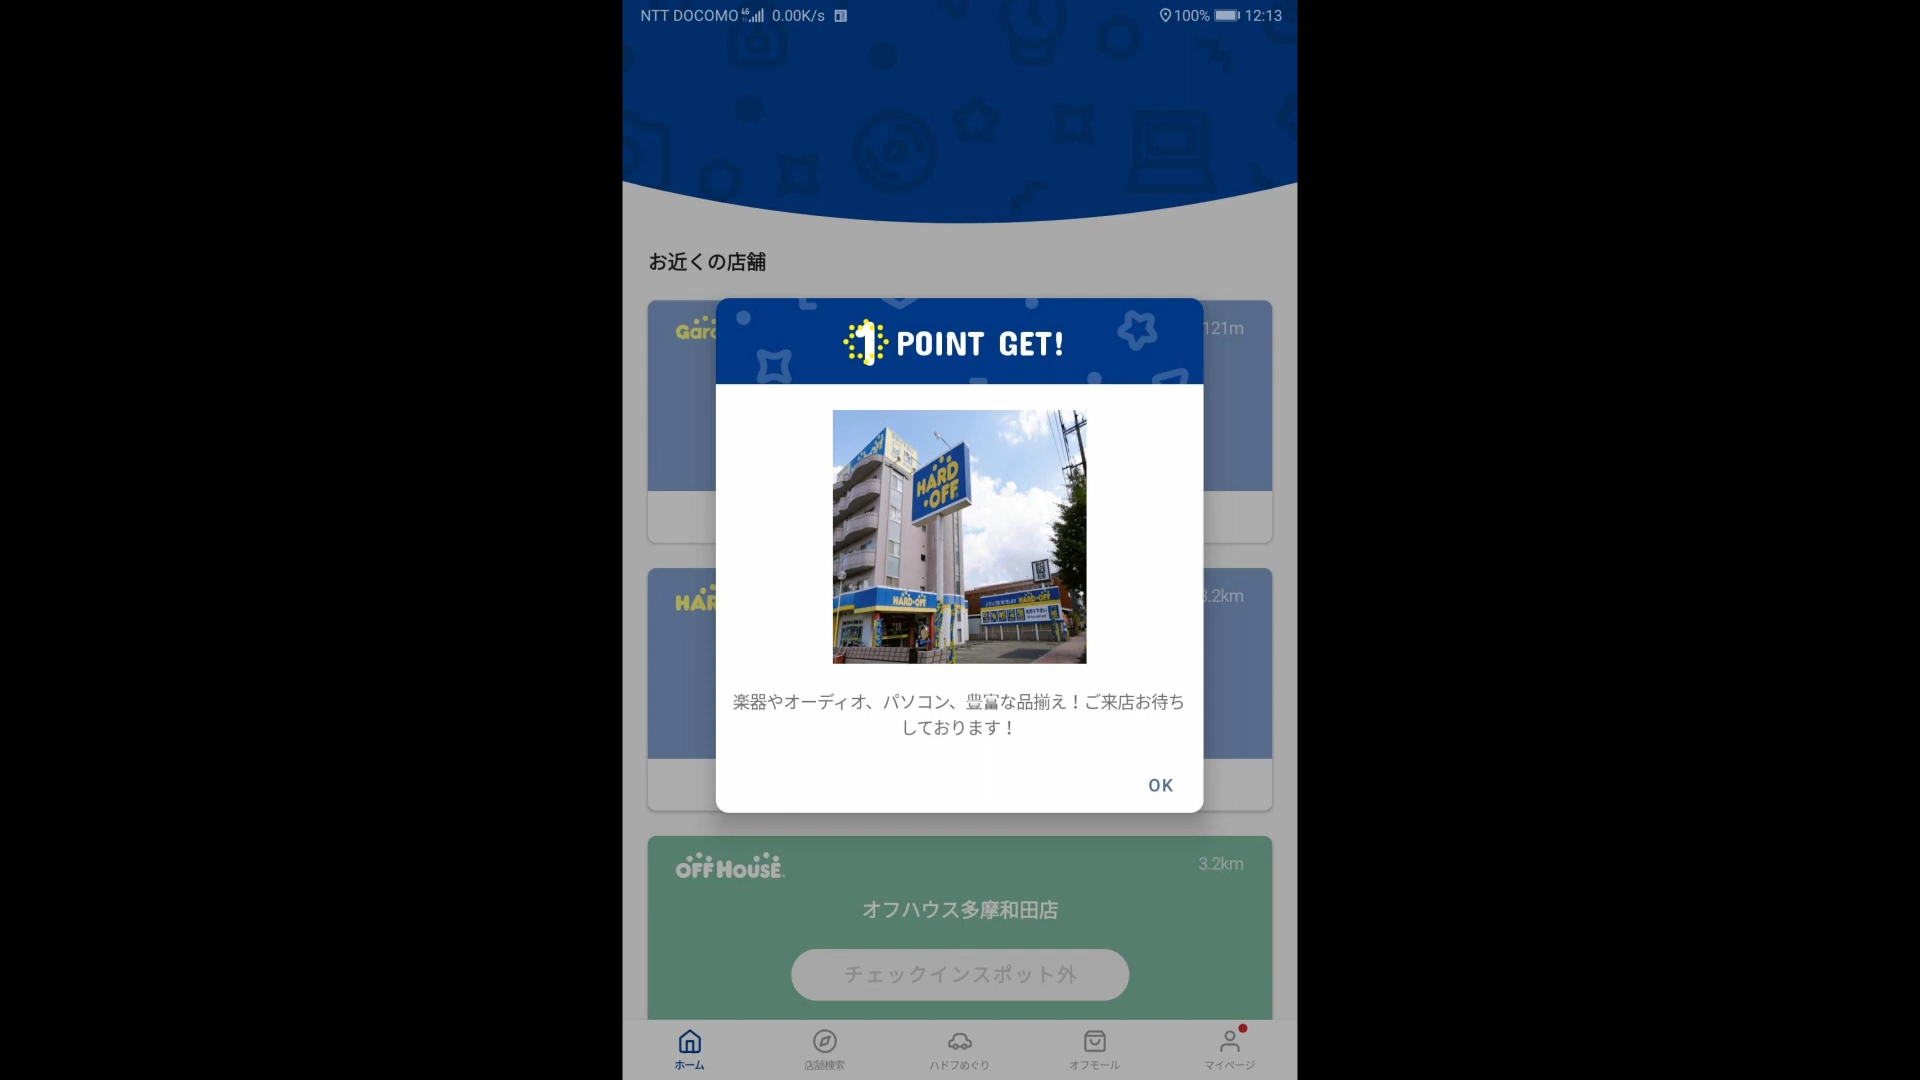 NTT DOCOMO 46 0.00K/s 100% 12:13
お近くの店舗
Gar 121m
1 POINT GET!
HARD
OFF
HARD-OFF
HARD-OFF
HAR 3.2km
楽器やオーディオ、パソコン、豊富な品揃え！ご来店お待ち
しております！
OK
OFF HOUSE 3.2km
オフハウス多摩和田店
チェックインスポット外
ホーム 店舗検索 ハドフめぐり オフモール マイページ